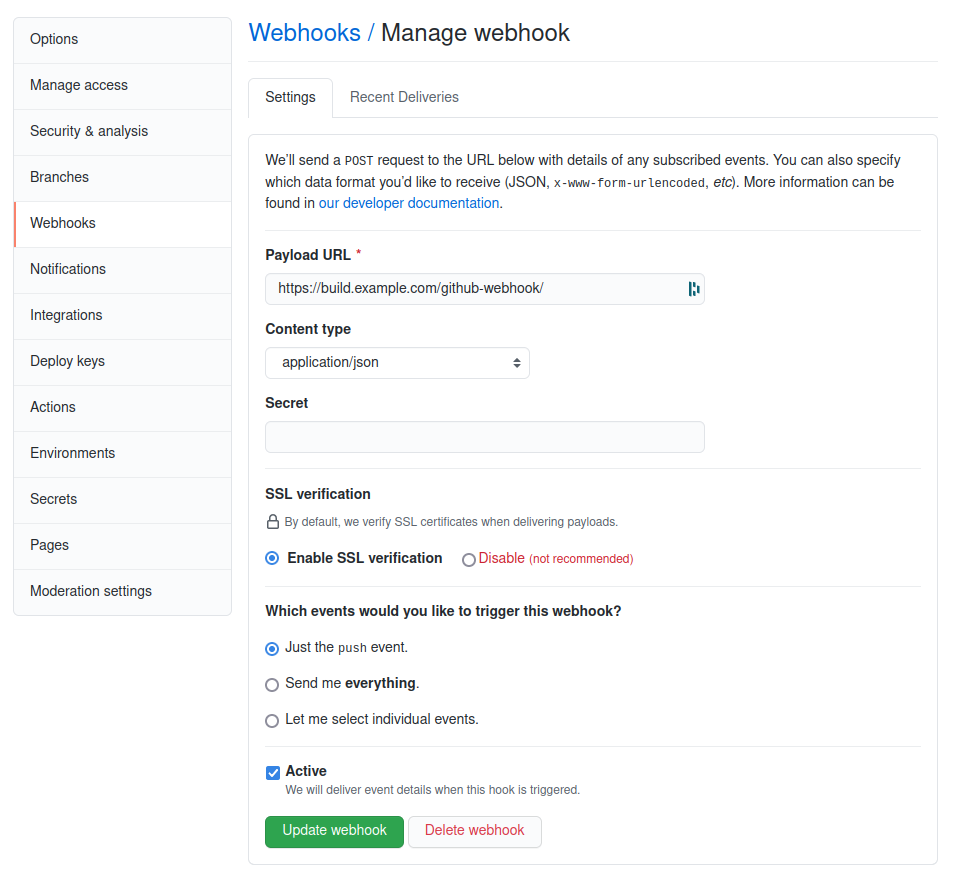 Options
Manage access
Security & analysis
Branches
Webhooks
Notifications
Integrations
Deploy keys
Actions
Environments
Secrets
Pages
Moderation settings
Webhooks / Manage webhook
Settings
Recent Deliveries
We'll send a POST request to the URL below with details of any subscribed events. You can also specify
which data format you'd like to receive (JSON, x-www-form-urlencoded, etc). More information can be
found in our developer documentation.
Payload URL *
https://build.example.com/github-webhook/
Content type
application/json
Secret
SSL verification
By default, we verify SSL certificates when delivering payloads.
Enable SSL verification
Disable (not recommended)
Which events would you like to trigger this webhook?
Just the push event.
Send me everything.
Let me select individual events.
Active
We will deliver event details when this hook is triggered.
Update webhook
Delete webhook